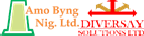 Amo Byng
Nig. Ltd.
DIVERSAY
SOLUTIONS LTD